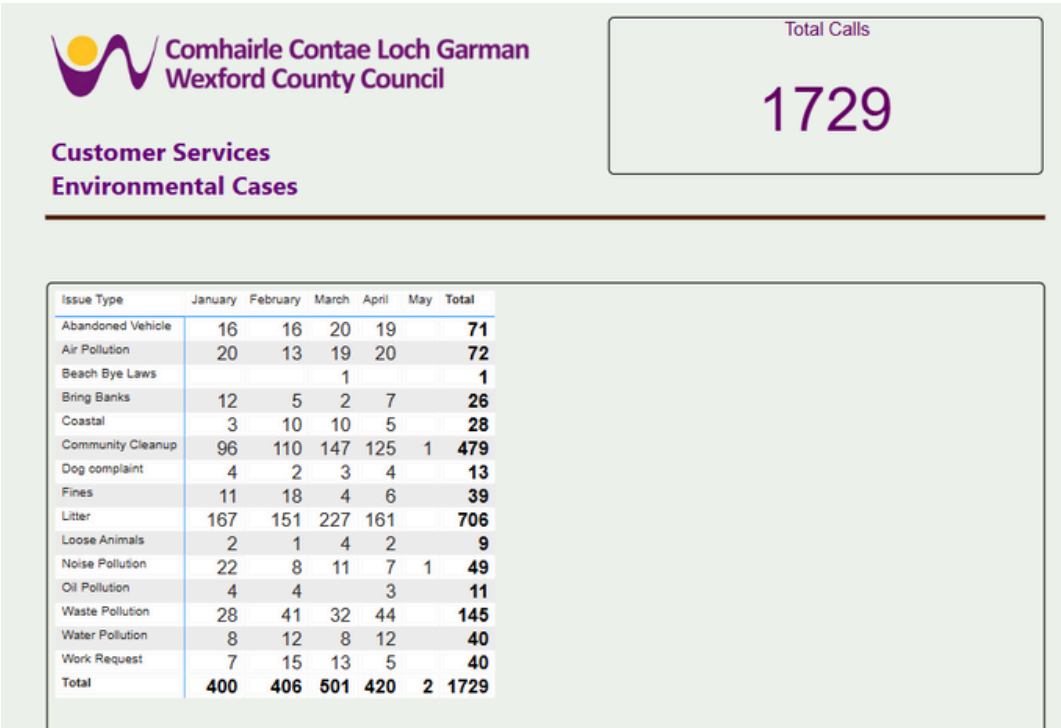 Comhairle Contae Loch Garman
Wexford County Council
Total Calls
1729
Customer Services
Environmental Cases
Issue Type January February March April May Total
Abandoned Vehicle 16 16 20 19 71
Air Pollution 20 13 19 20 72
Beach Bye Laws 1 1
Bring Banks 12 5 2 7 26
Coastal 3 10 10 5 28
Community Cleanup 96 110 147 125 1 479
Dog complaint 4 2 3 4 13
Fines 11 18 4 6 39
Litter 167 151 227 161 706
Loose Animals 2 1 4 2 9
Noise Pollution 22 8 11 7 1 49
Oil Pollution 4 4 3 11
Waste Pollution 28 41 32 44 145
Water Pollution 8 12 8 12 40
Work Request 7 15 13 5 40
Total 400 406 501 420 2 1729